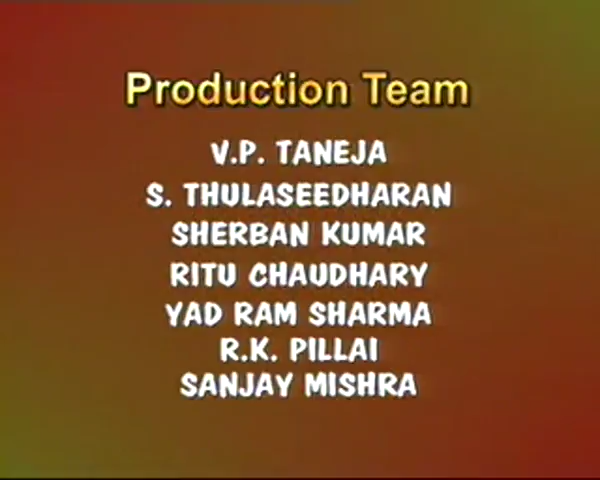 Production Team
V.P. TANEJA
S. THULASEEDHARAN
SHERBAN KUMAR
RITU CHAUDHARY
YAD RAM SHARMA
R.K. PILLAI
SANJAY MISHRA